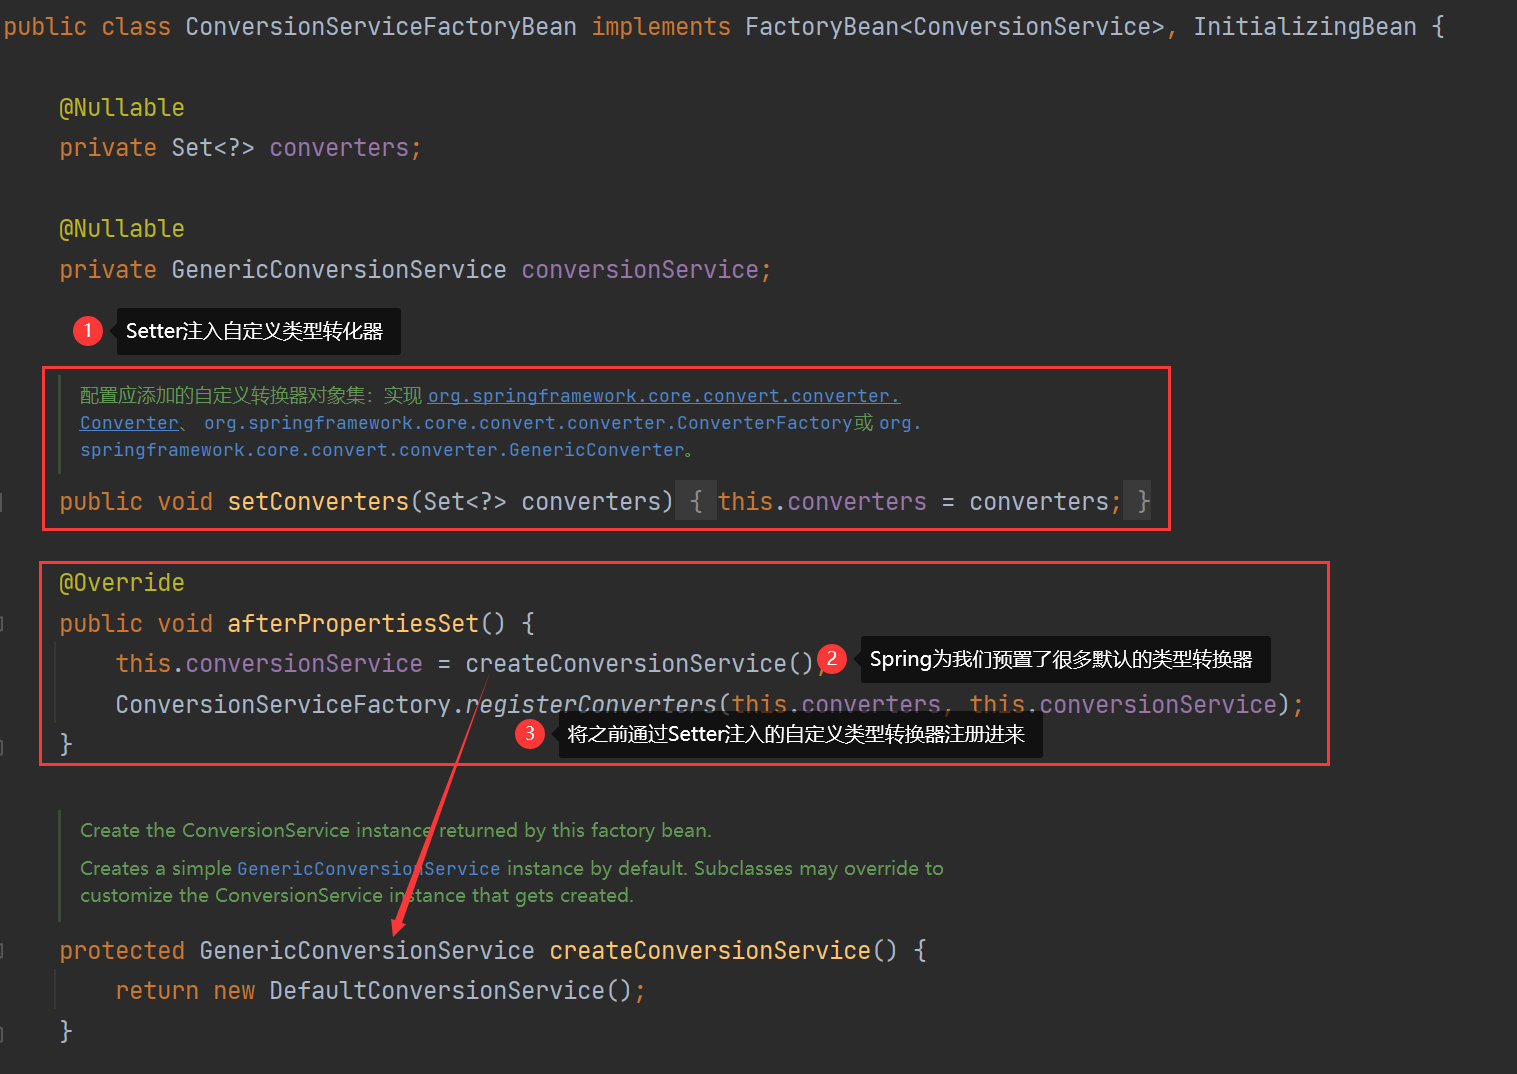 public class ConversionServiceFactoryBean implements FactoryBean<ConversionService>, InitializingBean {
@Nullable
private Set<?> converters;
@Nullable
private GenericConversionService conversionService;
1 Setter注入自定义类型转化器
配置应添加的自定义转换器对象集：实现 org.springframework.core.convert.converter.
Converter、 org.springframework.core.convert.converter.ConverterFactory或 org.
springframework.core.convert.converter.GenericConverter。
public void setConverters(Set<?> converters) { this.converters = converters; }
@Override
public void afterPropertiesSet() {
this.conversionService = createConversionService(); 2 Spring为我们预置了很多默认的类型转换器
ConversionServiceFactory.registerConverters(this.converters, this.conversionService);
3 将之前通过Setter注入的自定义类型转换器注册进来
}
Create the ConversionService instance returned by this factory bean.
Creates a simple GenericConversionService instance by default. Subclasses may override to
customize the ConversionService instance that gets created.
protected GenericConversionService createConversionService() {
return new DefaultConversionService();
}